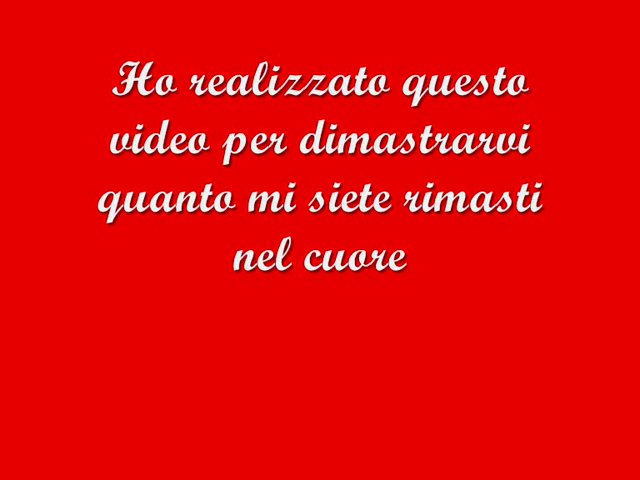 Ho realizzato questo
video per dimastrarvi
quanto mi siete rimasti
nel cuore